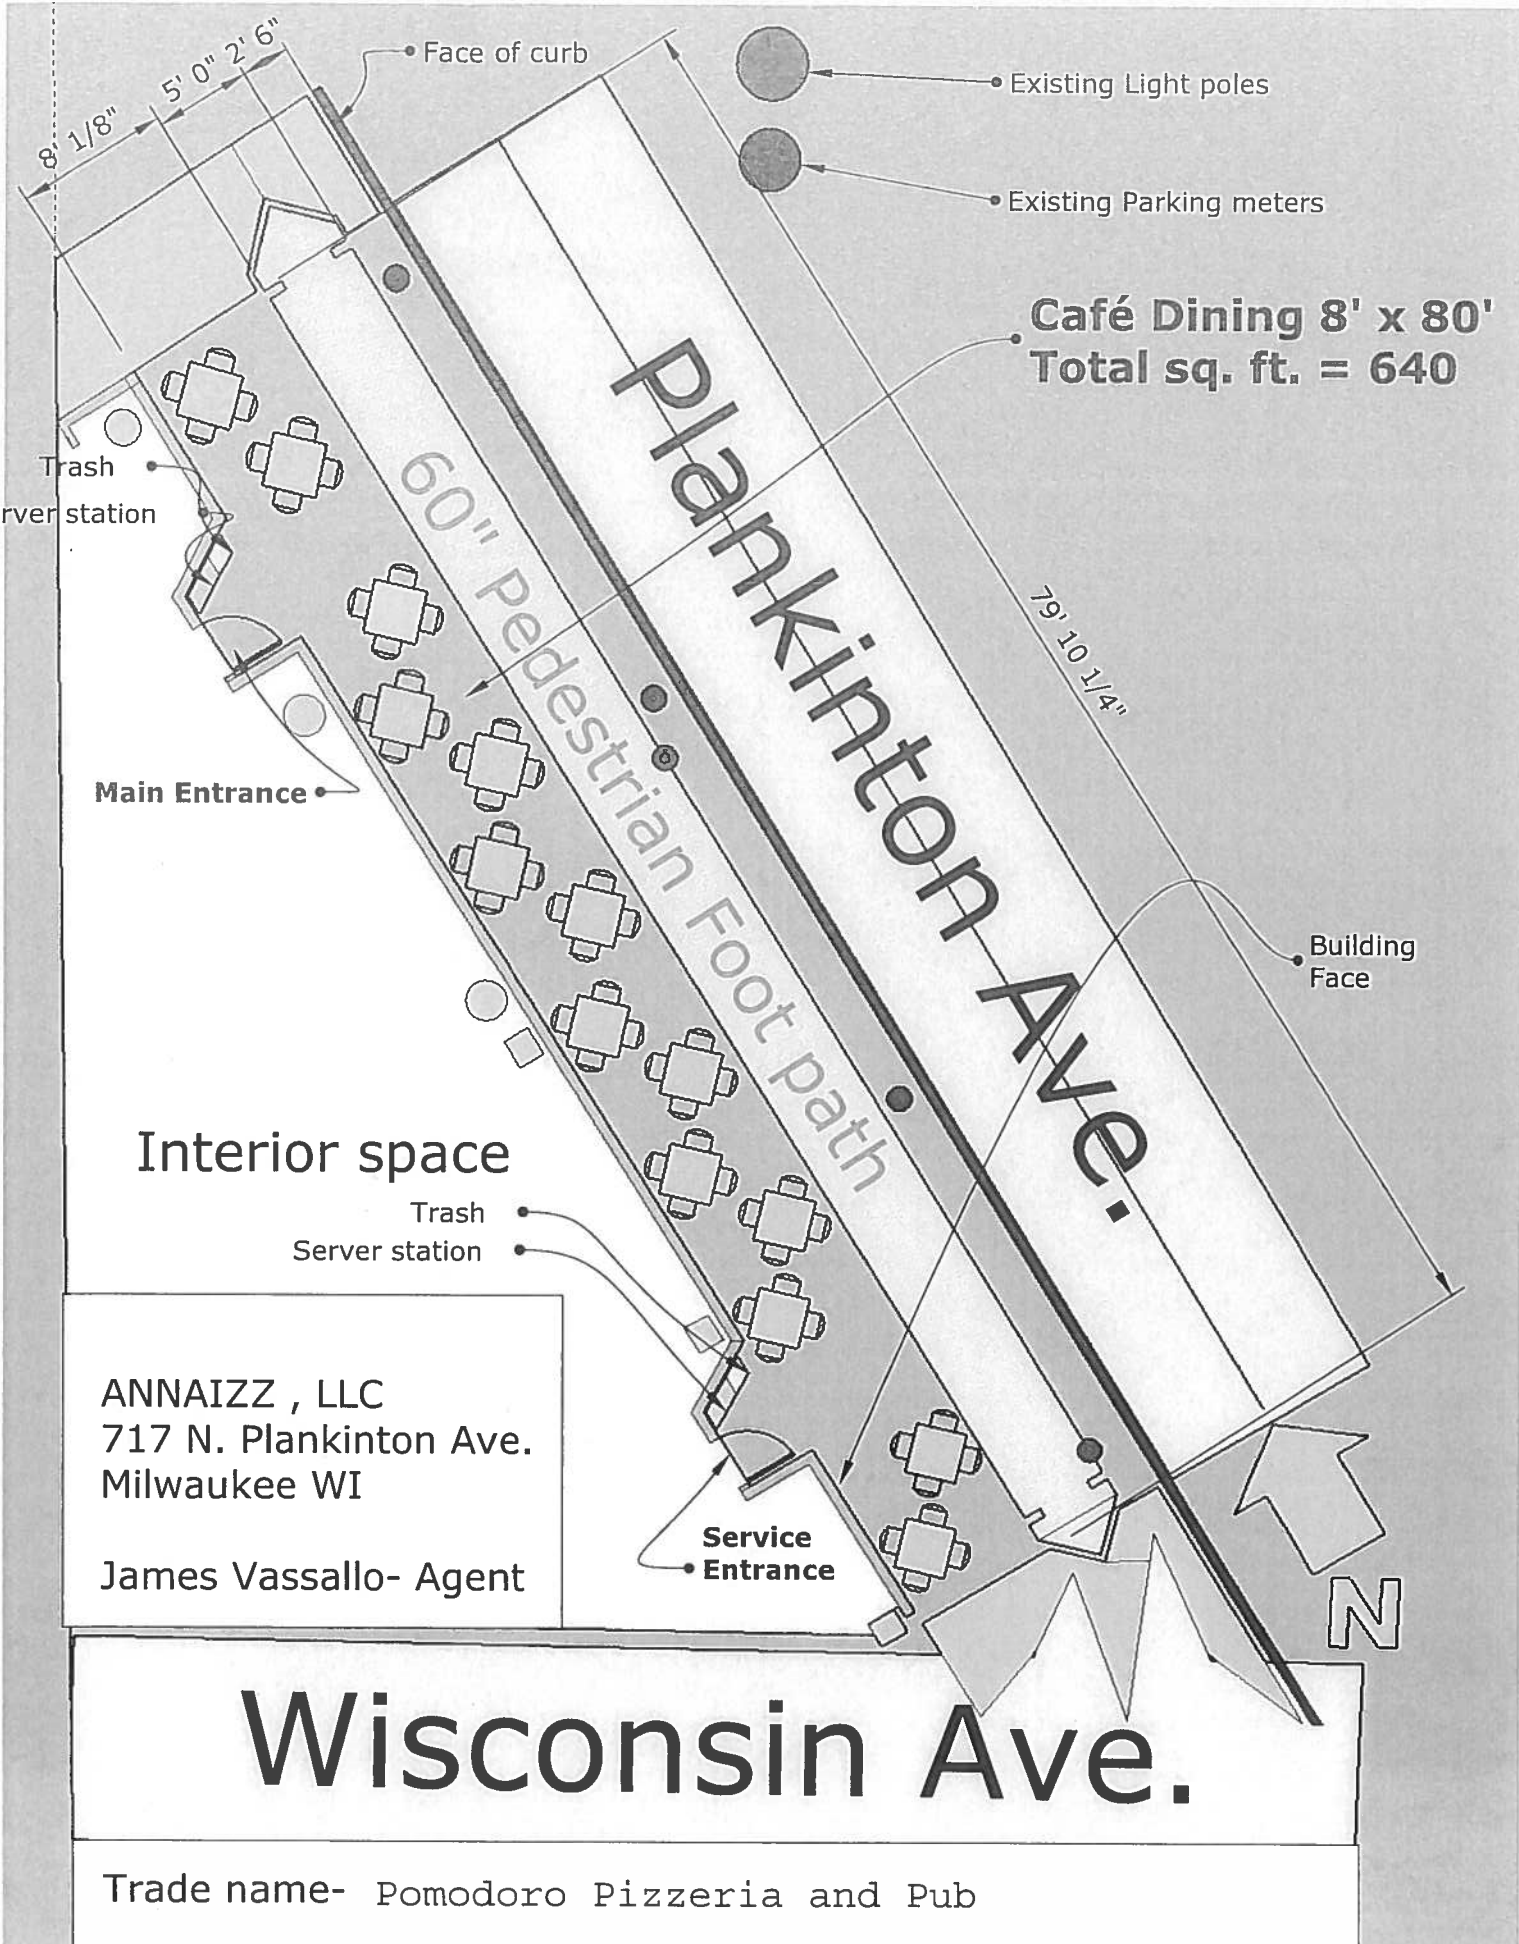 8' 1/8"
5' 0"
2' 6"
Face of curb
Existing Light poles
Existing Parking meters
Café Dining 8' x 80'
Total sq. ft. = 640
Plankinton Ave.
60" Pedestrian Foot path
79' 10 1/4"
Trash
rver station
Main Entrance
Building
Face
Interior space
Trash
Server station
ANNAIZZ , LLC
717 N. Plankinton Ave.
Milwaukee WI
James Vassallo- Agent
Service
Entrance
N
Wisconsin Ave.
Trade name- Pomodoro Pizzeria and Pub